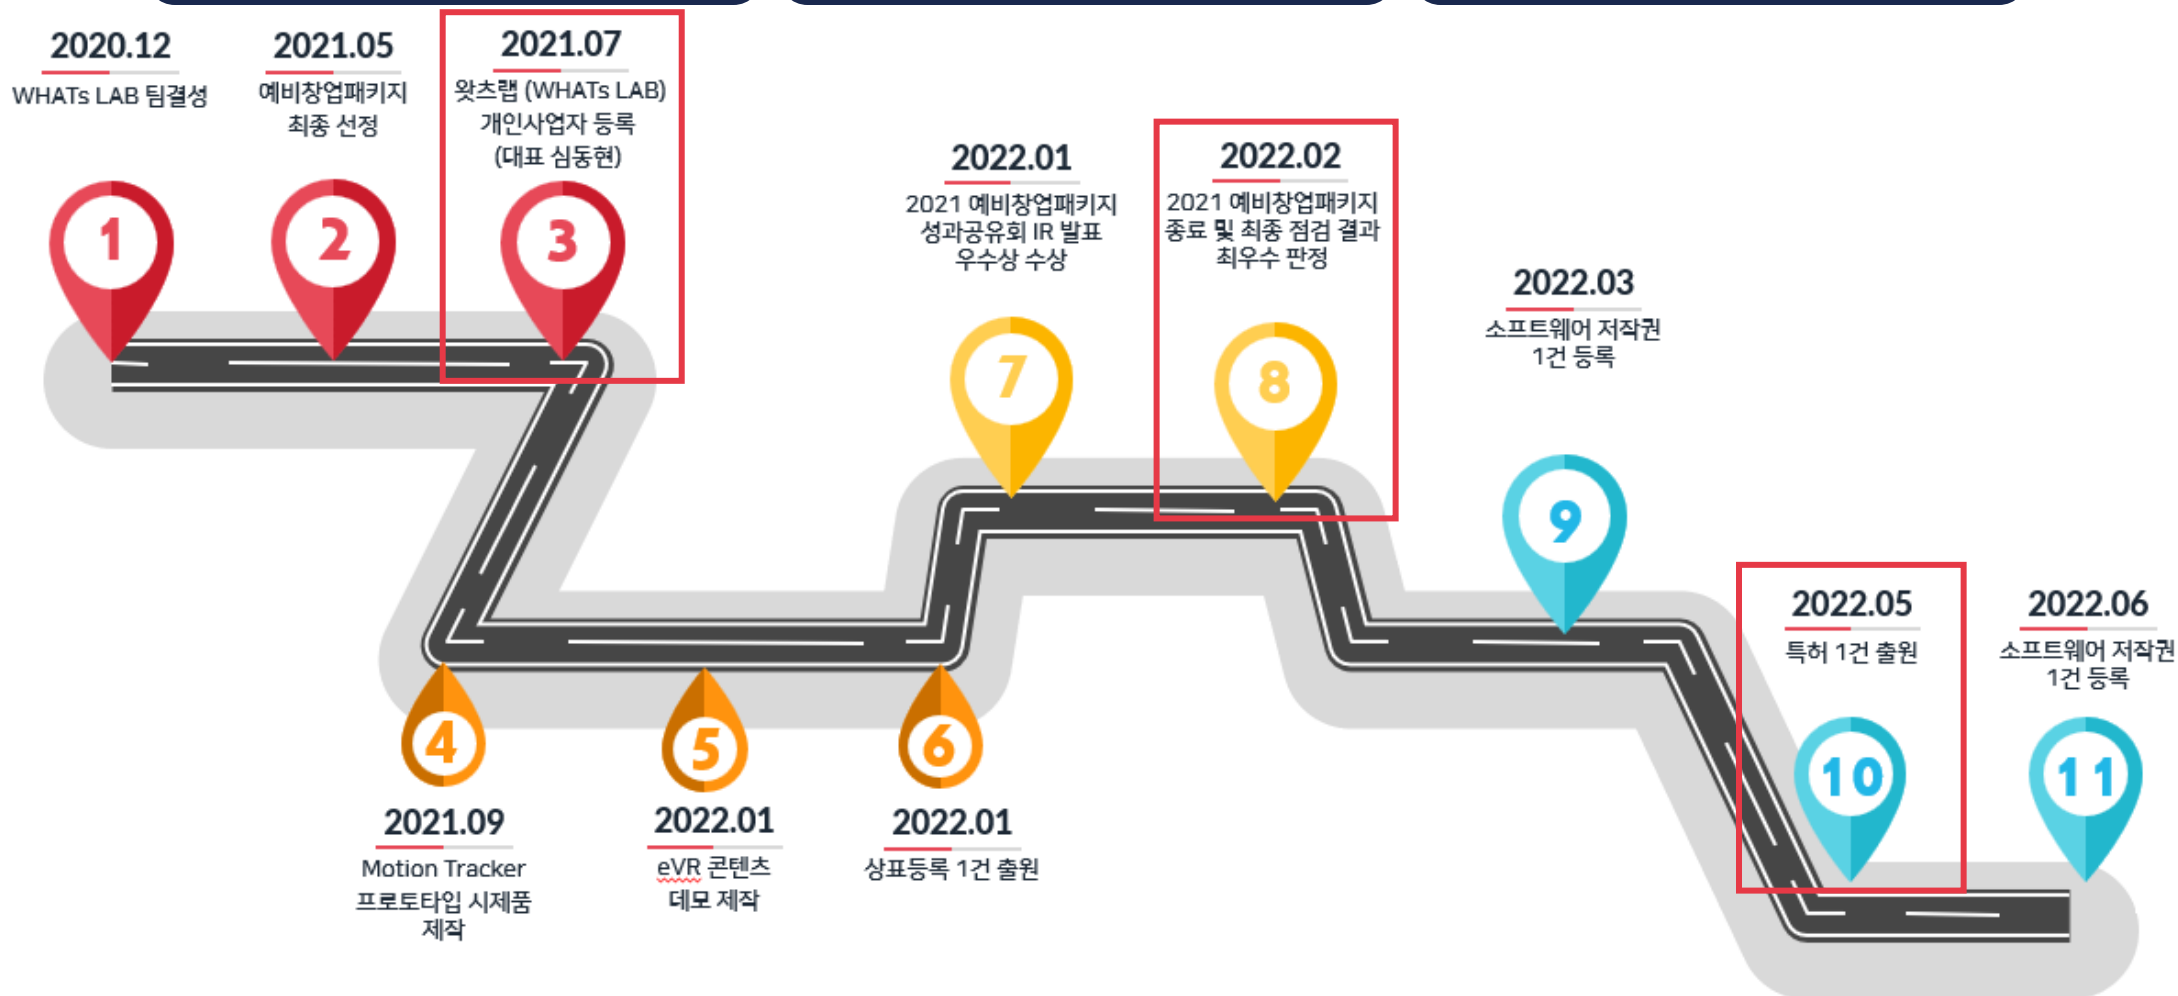 2020.12
WHATs LAB 팀결성
1
2021.05
예비창업패키지
최종 선정
2
2021.07
왓츠랩 (WHATs LAB)
개인사업자 등록
(대표 심동현)
3
4
2021.09
Motion Tracker
프로토타입 시제품
제작
5
2022.01
eVR 콘텐츠
데모 제작
6
2022.01
상표등록 1건 출원
2022.01
2021 예비창업패키지
성과공유회 IR 발표
우수상 수상
7
2022.02
2021 예비창업패키지
종료 및 최종 점검 결과
최우수 판정
8
2022.03
소프트웨어 저작권
1건 등록
9
2022.05
특허 1건 출원
10
2022.06
소프트웨어 저작권
1건 등록
11